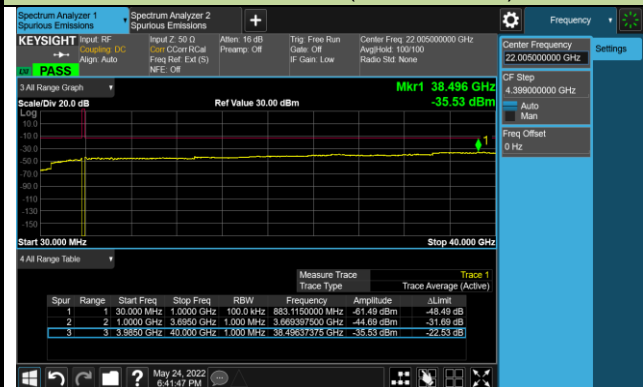 Spectrum Analyzer 1
Spurious Emissions
Spectrum Analyzer 2
Spurious Emissions
+
Frequency
KEYSIGHT
Input: RF
Coupling: DC
Align: Auto
Input Z: 50 Ω
Corr CCorr RCal
Freq Ref: Ext (S)
NFE: Off
Atten: 16 dB
Preamp: Off
Trig: Free Run
Gate: Off
IF Gain: Low
Center Freq: 22.005000000 GHz
Avg|Hold: 100/100
Radio Std: None
PASS
Center Frequency
22.005000000 GHz
Settings
CF Step
4.399000000 GHz
Auto
Man
Freq Offset
0 Hz
3 All Range Graph
Mkr1 38.496 GHz
Scale/Div 20.0 dB
Ref Value 30.00 dBm
-35.53 dBm
Log
10.0
-10.0
-30.0
-50.0
-70.0
-90.0
-110
-130
-150
1
Start 30.000 MHz
Stop 40.000 GHz
4 All Range Table
Measure Trace Trace 1
Trace Type Trace Average (Active)
Spur Range Start Freq Stop Freq RBW Frequency Amplitude ΔLimit
1 1 30.000 MHz 1.0000 GHz 100.0 kHz 883.1150000 MHz -61.49 dBm -48.49 dB
2 2 1.0000 GHz 3.6950 GHz 1.000 MHz 3.669397500 GHz -44.69 dBm -31.69 dB
3 3 3.9850 GHz 40.000 GHz 1.000 MHz 38.49637375 GHz -35.53 dBm -22.53 dB
?
May 24, 2022
6:41:47 PM